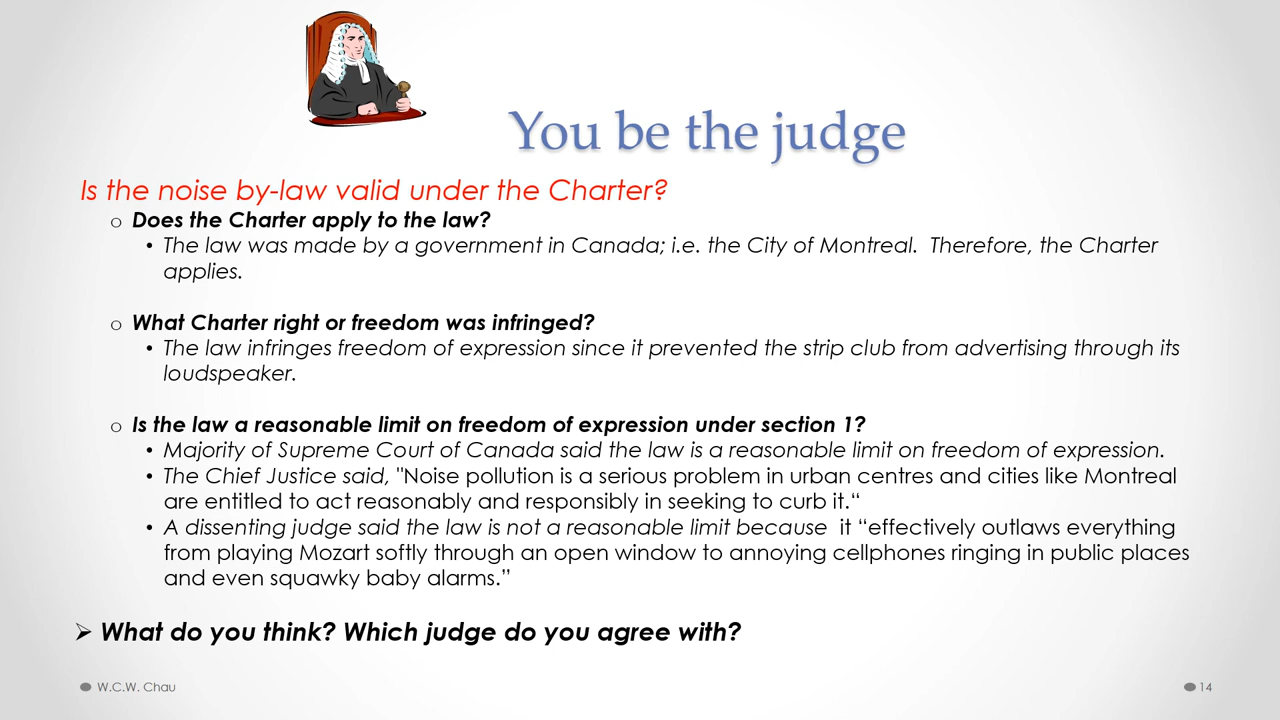 You be the judge
Is the noise by-law valid under the Charter?
o Does the Charter apply to the law?
• The law was made by a government in Canada; i.e. the City of Montreal.  Therefore, the Charter
applies.
o What Charter right or freedom was infringed?
• The law infringes freedom of expression since it prevented the strip club from advertising through its
loudspeaker.
o Is the law a reasonable limit on freedom of expression under section 1?
• Majority of Supreme Court of Canada said the law is a reasonable limit on freedom of expression.
• The Chief Justice said, "Noise pollution is a serious problem in urban centres and cities like Montreal
are entitled to act reasonably and responsibly in seeking to curb it.“
• A dissenting judge said the law is not a reasonable limit because  it “effectively outlaws everything
from playing Mozart softly through an open window to annoying cellphones ringing in public places
and even squawky baby alarms.”
➢ What do you think? Which judge do you agree with?
● W.C.W. Chau
● 14